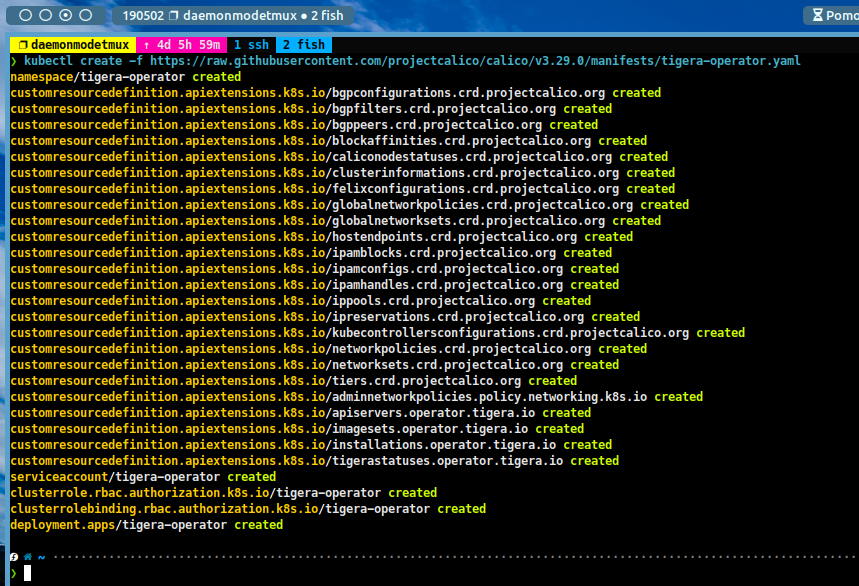 190502 daemonmodetmux • 2 fish
Pomo
daemonmodetmux ↑ 4d 5h 59m 1 ssh 2 fish
❯ kubectl create -f https://raw.githubusercontent.com/projectcalico/calico/v3.29.0/manifests/tigera-operator.yaml
namespace/tigera-operator created
customresourcedefinition.apiextensions.k8s.io/bgpconfigurations.crd.projectcalico.org created
customresourcedefinition.apiextensions.k8s.io/bgpfilters.crd.projectcalico.org created
customresourcedefinition.apiextensions.k8s.io/bgppeers.crd.projectcalico.org created
customresourcedefinition.apiextensions.k8s.io/blockaffinities.crd.projectcalico.org created
customresourcedefinition.apiextensions.k8s.io/caliconodestatuses.crd.projectcalico.org created
customresourcedefinition.apiextensions.k8s.io/clusterinformations.crd.projectcalico.org created
customresourcedefinition.apiextensions.k8s.io/felixconfigurations.crd.projectcalico.org created
customresourcedefinition.apiextensions.k8s.io/globalnetworkpolicies.crd.projectcalico.org created
customresourcedefinition.apiextensions.k8s.io/globalnetworksets.crd.projectcalico.org created
customresourcedefinition.apiextensions.k8s.io/hostendpoints.crd.projectcalico.org created
customresourcedefinition.apiextensions.k8s.io/ipamblocks.crd.projectcalico.org created
customresourcedefinition.apiextensions.k8s.io/ipamconfigs.crd.projectcalico.org created
customresourcedefinition.apiextensions.k8s.io/ipamhandles.crd.projectcalico.org created
customresourcedefinition.apiextensions.k8s.io/ippools.crd.projectcalico.org created
customresourcedefinition.apiextensions.k8s.io/ipreservations.crd.projectcalico.org created
customresourcedefinition.apiextensions.k8s.io/kubecontrollersconfigurations.crd.projectcalico.org created
customresourcedefinition.apiextensions.k8s.io/networkpolicies.crd.projectcalico.org created
customresourcedefinition.apiextensions.k8s.io/networksets.crd.projectcalico.org created
customresourcedefinition.apiextensions.k8s.io/tiers.crd.projectcalico.org created
customresourcedefinition.apiextensions.k8s.io/adminnetworkpolicies.policy.networking.k8s.io created
customresourcedefinition.apiextensions.k8s.io/apiservers.operator.tigera.io created
customresourcedefinition.apiextensions.k8s.io/imagesets.operator.tigera.io created
customresourcedefinition.apiextensions.k8s.io/installations.operator.tigera.io created
customresourcedefinition.apiextensions.k8s.io/tigerastatuses.operator.tigera.io created
serviceaccount/tigera-operator created
clusterrole.rbac.authorization.k8s.io/tigera-operator created
clusterrolebinding.rbac.authorization.k8s.io/tigera-operator created
deployment.apps/tigera-operator created
~
❯